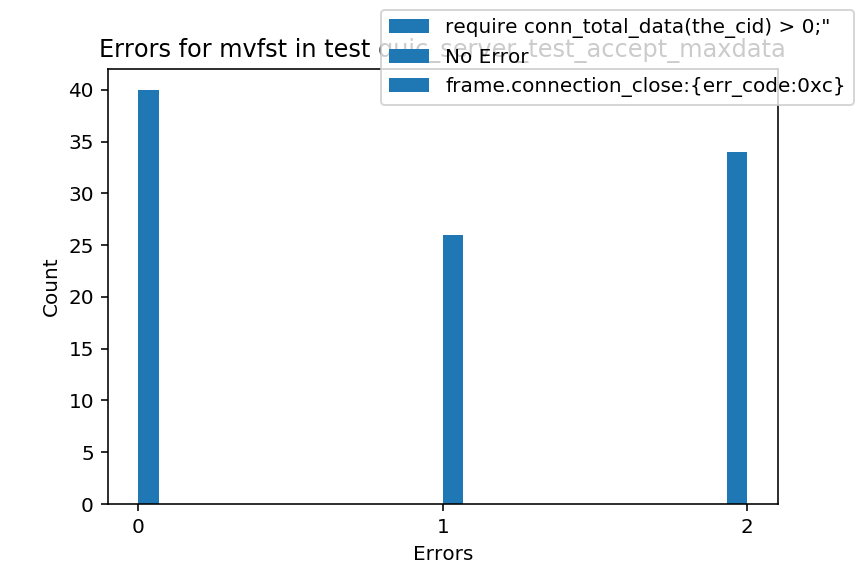 require conn_total_data(the_cid) > 0;"
No Error
frame.connection_close:{err_code:0xc}
Errors for mvfst in test quic_server_test_accept_maxdata
40
35
30
25
20
15
10
5
0
Count
0 1 2
Errors